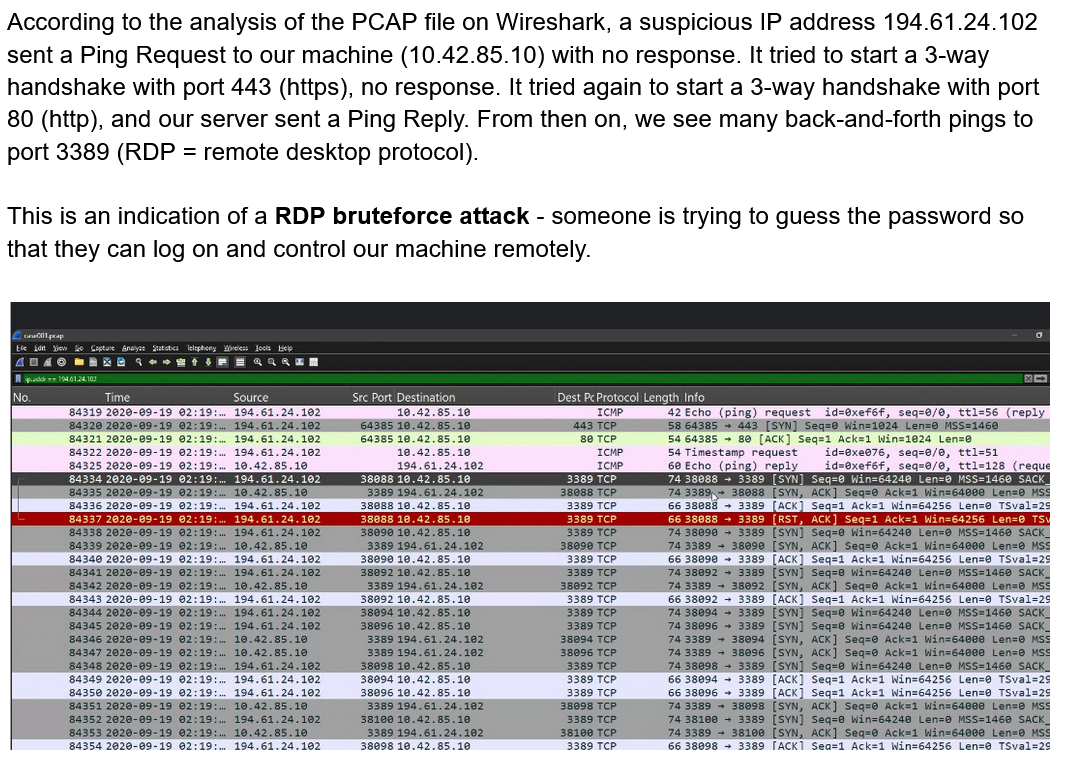 According to the analysis of the PCAP file on Wireshark, a suspicious IP address 194.61.24.102
sent a Ping Request to our machine (10.42.85.10) with no response. It tried to start a 3-way
handshake with port 443 (https), no response. It tried again to start a 3-way handshake with port
80 (http), and our server sent a Ping Reply. From then on, we see many back-and-forth pings to
port 3389 (RDP = remote desktop protocol).
This is an indication of a RDP bruteforce attack - someone is trying to guess the password so
that they can log on and control our machine remotely.
case001.pcap
File Edit View Go Capture Analyze Statistics Telephony Wireless Tools Help
ip.addr == 194.61.24.102
No. Time Source Src Port Destination Dest Pc Protocol Length Info
84319 2020-09-19 02:19:… 194.61.24.102 10.42.85.10 ICMP 42 Echo (ping) request id=0xef6f, seq=0/0, ttl=56 (reply
84320 2020-09-19 02:19:… 194.61.24.102 64385 10.42.85.10 443 TCP 58 64385 → 443 [SYN] Seq=0 Win=1024 Len=0 MSS=1460
84321 2020-09-19 02:19:… 194.61.24.102 64385 10.42.85.10 80 TCP 54 64385 → 80 [ACK] Seq=1 Ack=1 Win=1024 Len=0
84322 2020-09-19 02:19:… 194.61.24.102 10.42.85.10 ICMP 54 Timestamp request id=0xe076, seq=0/0, ttl=51
84325 2020-09-19 02:19:… 10.42.85.10 194.61.24.102 ICMP 60 Echo (ping) reply id=0xef6f, seq=0/0, ttl=128 (reque
84334 2020-09-19 02:19:… 194.61.24.102 38088 10.42.85.10 3389 TCP 74 38088 → 3389 [SYN] Seq=0 Win=64240 Len=0 MSS=1460 SACK_
84335 2020-09-19 02:19:… 10.42.85.10 3389 194.61.24.102 38088 TCP 74 3389 → 38088 [SYN, ACK] Seq=0 Ack=1 Win=64000 Len=0 MSS
84336 2020-09-19 02:19:… 194.61.24.102 38088 10.42.85.10 3389 TCP 66 38088 → 3389 [ACK] Seq=1 Ack=1 Win=64256 Len=0 TSval=29
84337 2020-09-19 02:19:… 194.61.24.102 38088 10.42.85.10 3389 TCP 66 38088 → 3389 [RST, ACK] Seq=1 Ack=1 Win=64256 Len=0 TSv
84338 2020-09-19 02:19:… 194.61.24.102 38090 10.42.85.10 3389 TCP 74 38090 → 3389 [SYN] Seq=0 Win=64240 Len=0 MSS=1460 SACK_
84339 2020-09-19 02:19:… 10.42.85.10 3389 194.61.24.102 38090 TCP 74 3389 → 38090 [SYN, ACK] Seq=0 Ack=1 Win=64000 Len=0 MSS
84340 2020-09-19 02:19:… 194.61.24.102 38090 10.42.85.10 3389 TCP 66 38090 → 3389 [ACK] Seq=1 Ack=1 Win=64256 Len=0 TSval=29
84341 2020-09-19 02:19:… 194.61.24.102 38092 10.42.85.10 3389 TCP 74 38092 → 3389 [SYN] Seq=0 Win=64240 Len=0 MSS=1460 SACK_
84342 2020-09-19 02:19:… 10.42.85.10 3389 194.61.24.102 38092 TCP 74 3389 → 38092 [SYN, ACK] Seq=0 Ack=1 Win=64000 Len=0 MSS
84343 2020-09-19 02:19:… 194.61.24.102 38092 10.42.85.10 3389 TCP 66 38092 → 3389 [ACK] Seq=1 Ack=1 Win=64256 Len=0 TSval=29
84344 2020-09-19 02:19:… 194.61.24.102 38094 10.42.85.10 3389 TCP 74 38094 → 3389 [SYN] Seq=0 Win=64240 Len=0 MSS=1460 SACK_
84345 2020-09-19 02:19:… 194.61.24.102 38096 10.42.85.10 3389 TCP 74 38096 → 3389 [SYN] Seq=0 Win=64240 Len=0 MSS=1460 SACK_
84346 2020-09-19 02:19:… 10.42.85.10 3389 194.61.24.102 38094 TCP 74 3389 → 38094 [SYN, ACK] Seq=0 Ack=1 Win=64000 Len=0 MSS
84347 2020-09-19 02:19:… 10.42.85.10 3389 194.61.24.102 38096 TCP 74 3389 → 38096 [SYN, ACK] Seq=0 Ack=1 Win=64000 Len=0 MSS
84348 2020-09-19 02:19:… 194.61.24.102 38098 10.42.85.10 3389 TCP 74 38098 → 3389 [SYN] Seq=0 Win=64240 Len=0 MSS=1460 SACK_
84349 2020-09-19 02:19:… 194.61.24.102 38094 10.42.85.10 3389 TCP 66 38094 → 3389 [ACK] Seq=1 Ack=1 Win=64256 Len=0 TSval=29
84350 2020-09-19 02:19:… 194.61.24.102 38096 10.42.85.10 3389 TCP 66 38096 → 3389 [ACK] Seq=1 Ack=1 Win=64256 Len=0 TSval=29
84351 2020-09-19 02:19:… 10.42.85.10 3389 194.61.24.102 38098 TCP 74 3389 → 38098 [SYN, ACK] Seq=0 Ack=1 Win=64000 Len=0 MSS
84352 2020-09-19 02:19:… 194.61.24.102 38100 10.42.85.10 3389 TCP 74 38100 → 3389 [SYN] Seq=0 Win=64240 Len=0 MSS=1460 SACK_
84353 2020-09-19 02:19:… 10.42.85.10 3389 194.61.24.102 38100 TCP 74 3389 → 38100 [SYN, ACK] Seq=0 Ack=1 Win=64000 Len=0 MSS
84354 2020-09-19 02:19:… 194.61.24.102 38098 10.42.85.10 3389 TCP 66 38098 → 3389 [ACK] Seq=1 Ack=1 Win=64256 Len=0 TSval=29